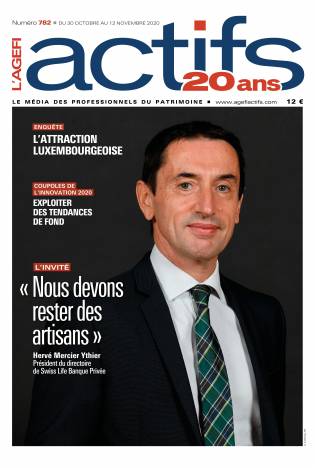 Numéro 782 ■ DU 30 OCTOBRE AU 12 NOVEMBRE 2020
L'AGEFI
actifs
20 ans
LE MÉDIA DES PROFESSIONNELS DU PATRIMOINE ■ www.agefiactifs.com
12 €
ENQUÊTE
L'ATTRACTION
LUXEMBOURGEOISE
COUPOLES DE
L'INNOVATION 2020
EXPLOITER
DES TENDANCES
DE FOND
L'INVITÉ
« Nous devons
rester des
artisans »
Hervé Mercier Ythier
Président du directoire
de Swiss Life Banque Privée